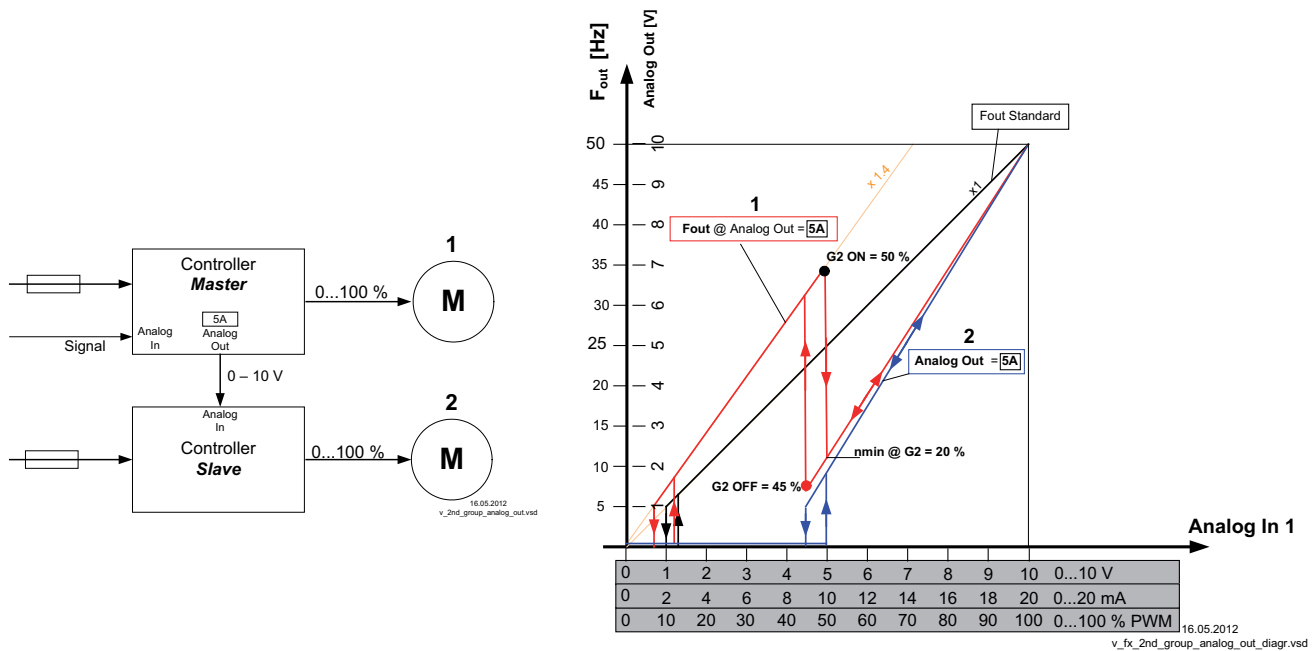 Controller
Master
5A
Analog
Out
Analog
In
Signal
0...100 %
1
M
0 – 10 V
Analog
In
Controller
Slave
0...100 %
2
M
16.05.2012
v_2nd_group_analog_out.vsd
Fout [Hz]
Analog Out [V]
50
45
40
35
30
25
20
15
10
5
10
9
8
7
6
5
4
3
2
1
Fout Standard
x 1.4
x1
1
Fout @ Analog Out = 5A
G2 ON = 50 %
2
Analog Out = 5A
nmin @ G2 = 20 %
G2 OFF = 45 %
Analog In 1
0 1 2 3 4 5 6 7 8 9 10 0...10 V
0 2 4 6 8 10 12 14 16 18 20 0...20 mA
0 10 20 30 40 50 60 70 80 90 100 0...100 % PWM
16.05.2012
v_fx_2nd_group_analog_out_diagr.vsd